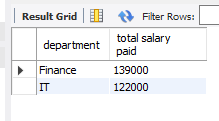 Result Grid Filter Rows:
department total salary
paid
Finance 139000
IT 122000